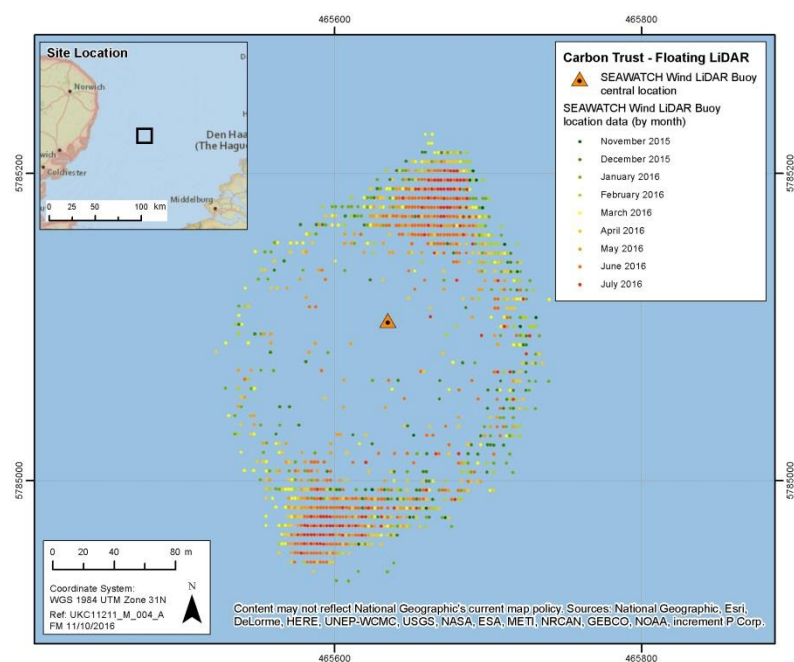 465600
465800
Site Location
Norwich
wich
Colchester
D
H
Den Haa
(The Hague
Middelburg
0 25 50 100 km
Carbon Trust - Floating LiDAR
SEAWATCH Wind LiDAR Buoy
central location
SEAWATCH Wind LiDAR Buoy
location data (by month)
November 2015
December 2015
January 2016
February 2016
March 2016
April 2016
May 2016
June 2016
July 2016
5785200
5785200
5785000
5785000
0 20 40 60 80 m
Coordinate System:
WGS 1984 UTM Zone 31N
Ref: UKC11211_M_004_A
FM 11/10/2016
N
Content may not reflect National Geographic's current map policy. Sources: National Geographic, Esri,
DeLorme, HERE, UNEP-WCMC, USGS, NASA, ESA, METI, NRCAN, GEBCO, NOAA, increment P Corp.
465600
465800